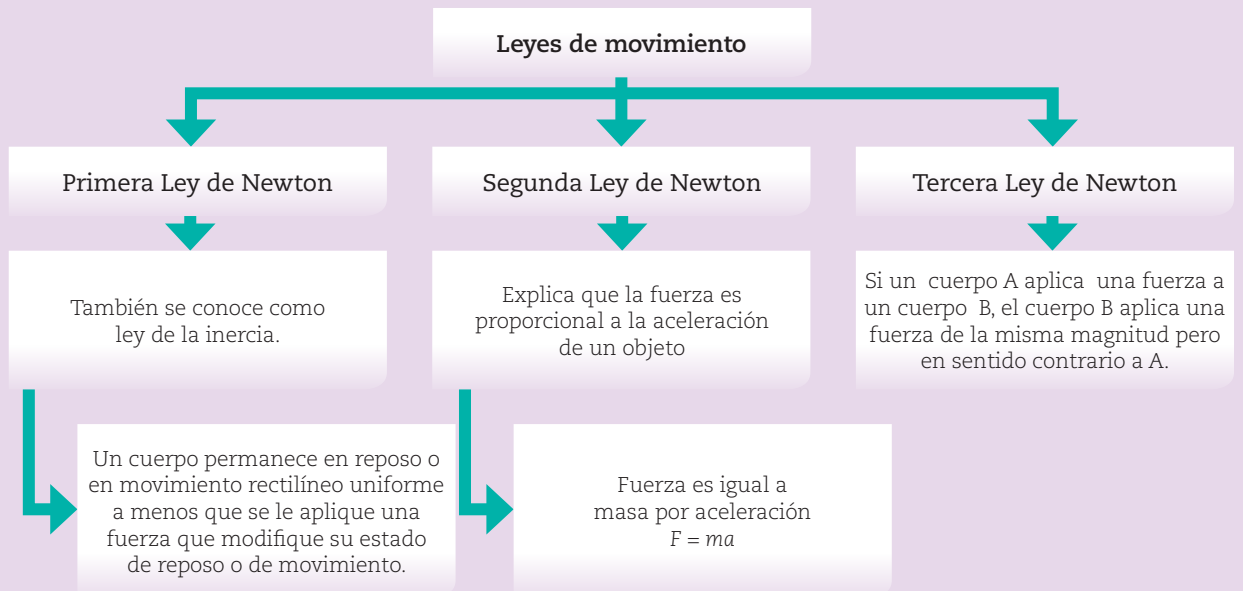 Leyes de movimiento
Primera Ley de Newton
Segunda Ley de Newton
Tercera Ley de Newton
También se conoce como
ley de la inercia.
Explica que la fuerza es
proporcional a la aceleración
de un objeto
Si un cuerpo A aplica una fuerza a
un cuerpo B, el cuerpo B aplica una
fuerza de la misma magnitud pero
en sentido contrario a A.
Un cuerpo permanece en reposo o
en movimiento rectilíneo uniforme
a menos que se le aplique una
fuerza que modifique su estado
de reposo o de movimiento.
Fuerza es igual a
masa por aceleración
F = ma